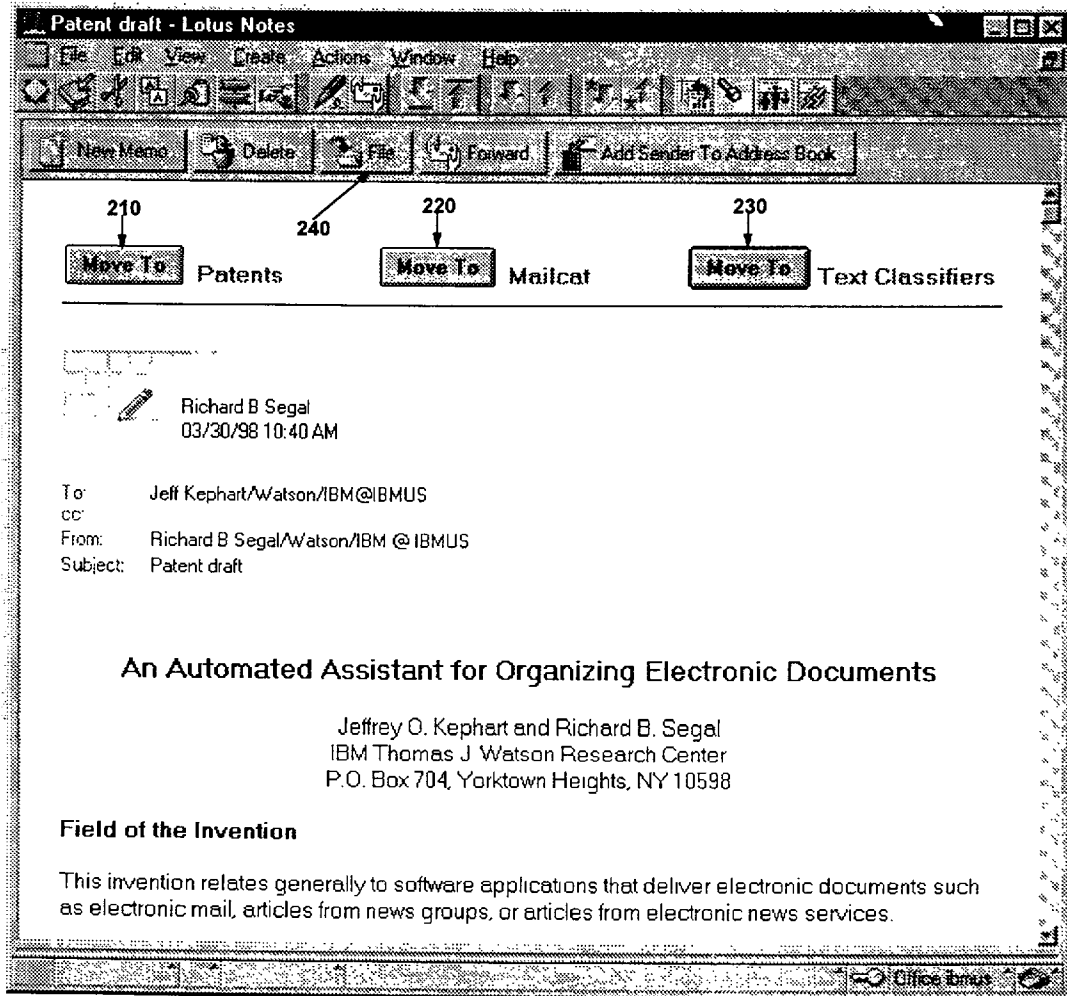 Patent draft - Lotus Notes
File Edit View Create Actions Window Help
New Memo Delete File Forward Add Sender To Address Book
210 240 220 230
Move To Patents Move To Mailcat Move To Text Classifiers
Richard B Segal
03/30/98 10:40 AM
To: Jeff Kephart/Watson/IBM@IBMUS
cc:
From: Richard B Segal/Watson/IBM @ IBMUS
Subject: Patent draft
An Automated Assistant for Organizing Electronic Documents
Jeffrey O. Kephart and Richard B. Segal
IBM Thomas J Watson Research Center
P.O. Box 704, Yorktown Heights, NY 10598
Field of the Invention
This invention relates generally to software applications that deliver electronic documents such
as electronic mail, articles from news groups, or articles from electronic news services.
Office ibmus